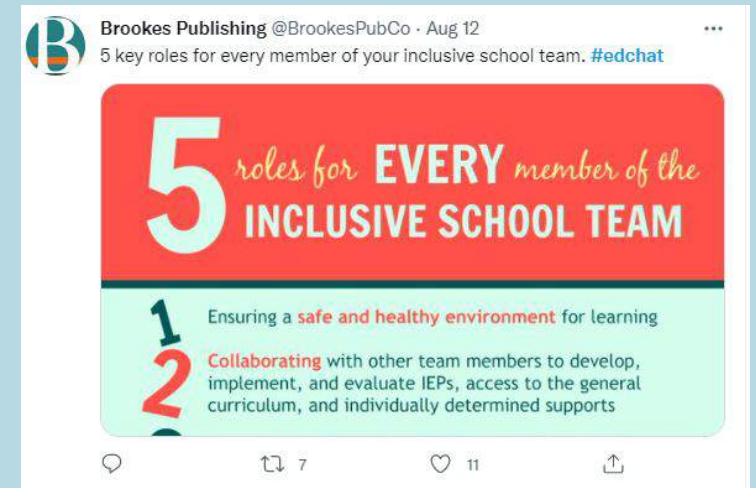 B
Brookes Publishing @BrookesPubCo · Aug 12
5 key roles for every member of your inclusive school team. #edchat
5 roles for EVERY member of the
INCLUSIVE SCHOOL TEAM
1 Ensuring a safe and healthy environment for learning
2 Collaborating with other team members to develop,
implement, and evaluate IEPs, access to the general
curriculum, and individually determined supports
7 11